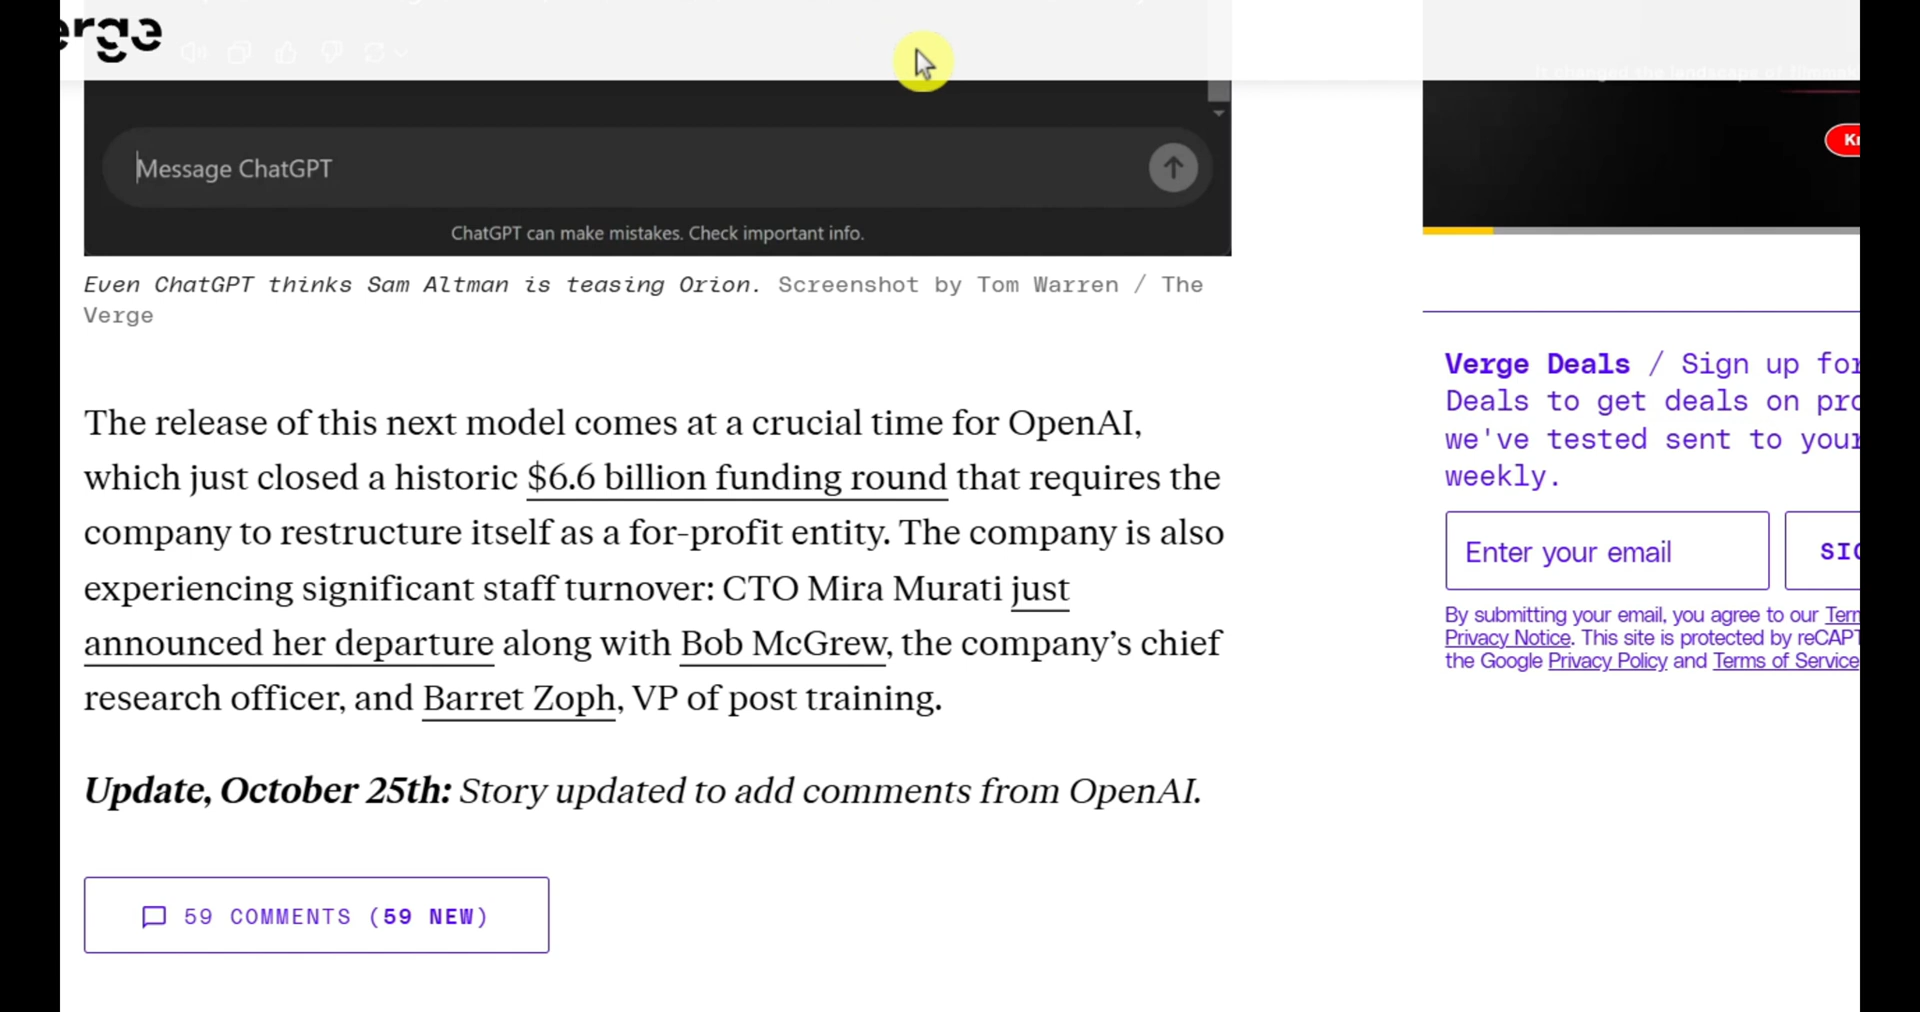 erge
Message ChatGPT
ChatGPT can make mistakes. Check important info.
Even ChatGPT thinks Sam Altman is teasing Orion. Screenshot by Tom Warren / The
Verge
The release of this next model comes at a crucial time for OpenAI,
which just closed a historic $6.6 billion funding round that requires the
company to restructure itself as a for-profit entity. The company is also
experiencing significant staff turnover: CTO Mira Murati just
announced her departure along with Bob McGrew, the company’s chief
research officer, and Barret Zoph, VP of post training.
Update, October 25th: Story updated to add comments from OpenAI.
59 COMMENTS (59 NEW)
Kn
Verge Deals / Sign up for
Deals to get deals on pro
we've tested sent to your
weekly.
Enter your email
SIG
By submitting your email, you agree to our Tern
Privacy Notice. This site is protected by reCAPT
the Google Privacy Policy and Terms of Service